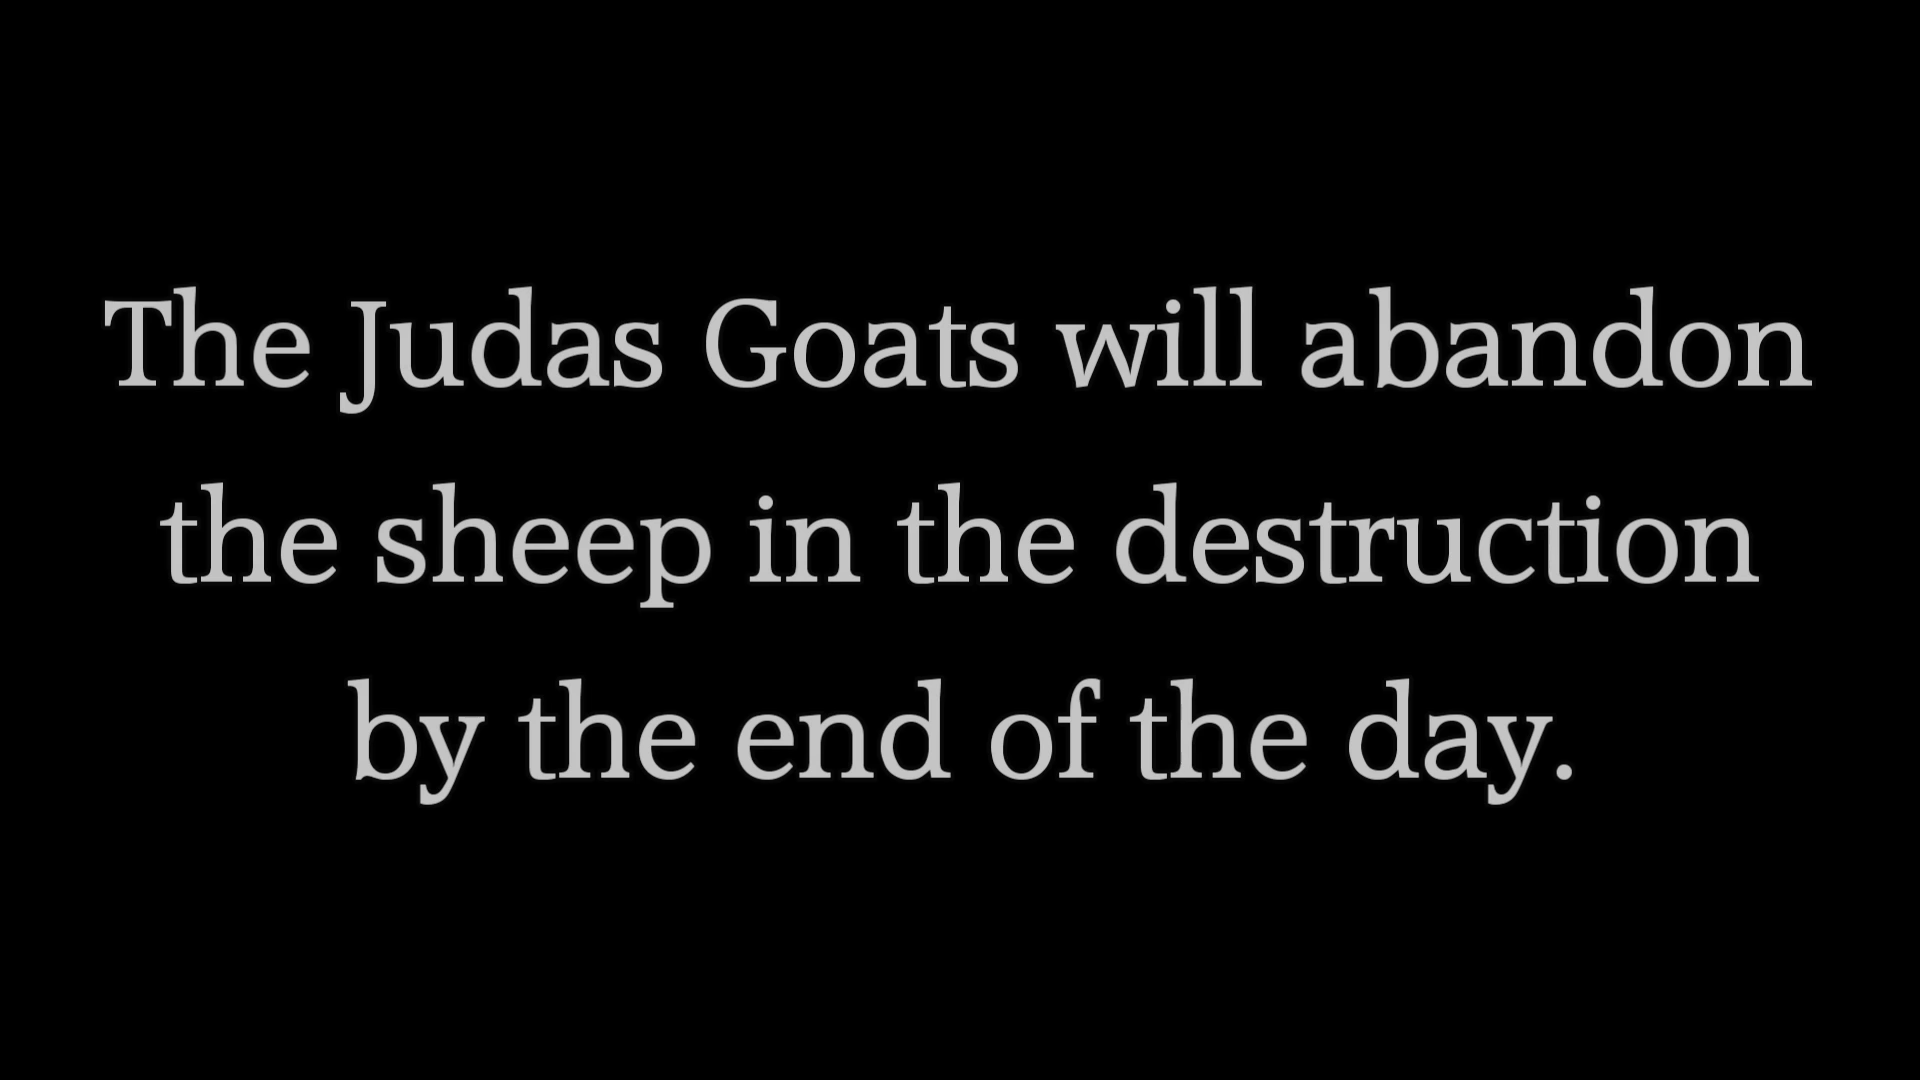 The Judas Goats will abandon
the sheep in the destruction
by the end of the day.